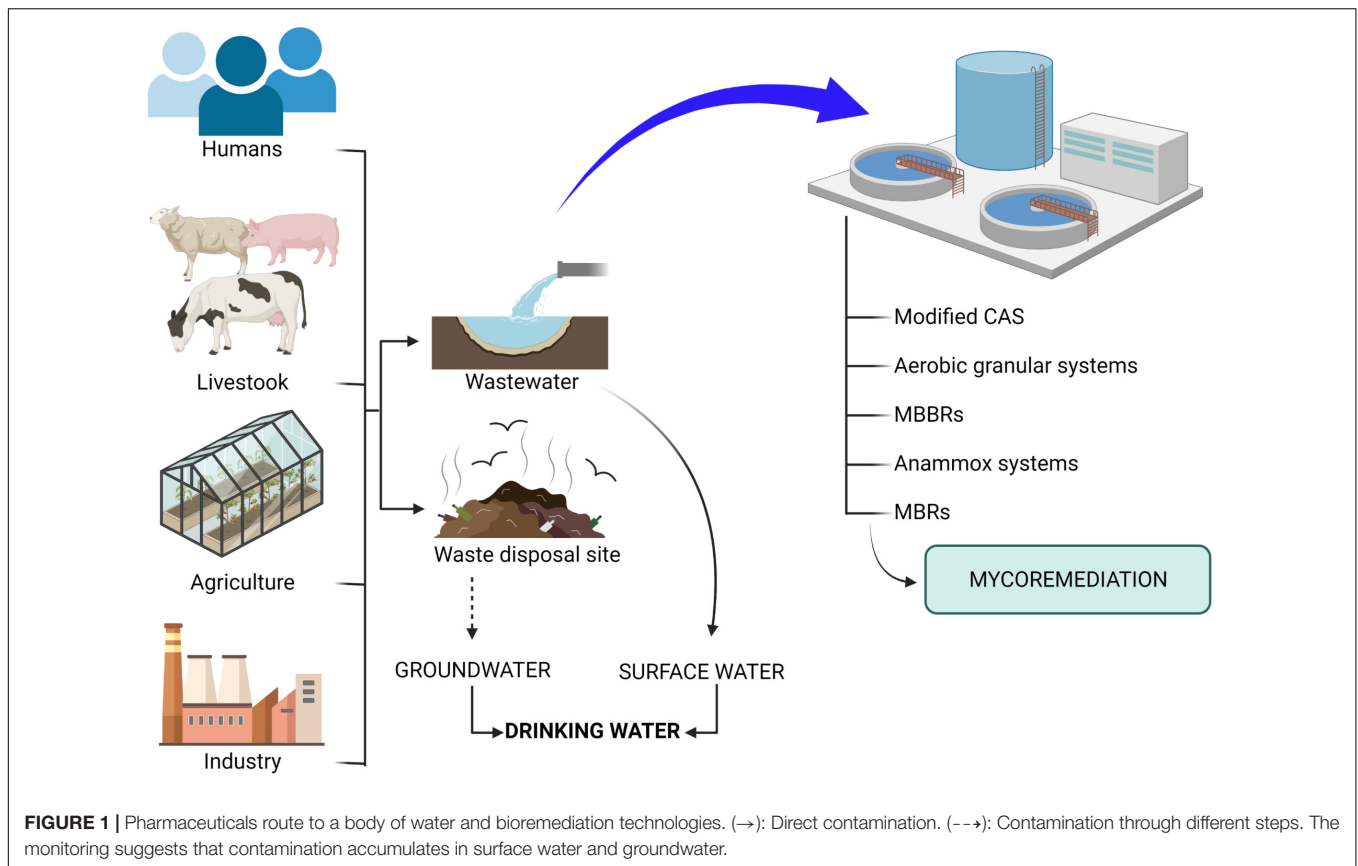 Humans
Livestook
Agriculture
Industry
Wastewater
Waste disposal site
GROUNDWATER
SURFACE WATER
DRINKING WATER
Modified CAS
Aerobic granular systems
MBBRs
Anammox systems
MBRs
MYCOREMEDIATION
FIGURE 1 | Pharmaceuticals route to a body of water and bioremediation technologies. (→): Direct contamination. (--→): Contamination through different steps. The
monitoring suggests that contamination accumulates in surface water and groundwater.